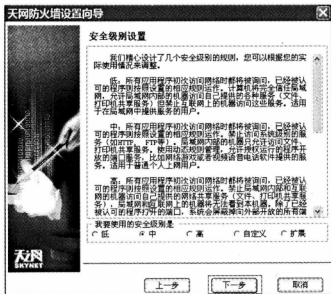 天网防火墙设置向导
安全级别设置
我们精心设计了几个安全级别的规则，您可以根据您的实
际使用情况来调整。
低：所有应用程序初次访问网络时都将被询问，已经被认
可的程序则按照设置的相应规则运作。计算机将完全信任局域
网，允许局域网内部的机器访问自己提供的各种服务（文件、
打印机共享服务）但禁止互联网上的机器访问这些服务。适用
于在局域网中提供服务的用户。
中：所有应用程序初次访问网络时都将被询问，已经被认
可的程序则按照设置的相应规则运作。禁止访问系统级别的服
务（如HTTP、FTP等）。局域网内部的机器只允许访问文件、
打印机共享服务。使用动态规则管理，允许授权运行的程序开
放的端口服务，比如网络游戏或者视频语音电话软件提供的服
务。适用于普通个人上网用户。
高：所有应用程序初次访问网络时都将被询问，已经被认
可的程序则按照设置的相应规则运作。禁止局域网内部和互联
网的机器访问自己提供的网络共享服务（文件、打印机共享服
务），局域网和互联网上的机器将无法看到本机器。除了已经
被认可的程序打开的端口，系统会屏蔽掉向外部开放的所有端
我要使用的安全级别是
低 中 高 自定义 扩展
天网
SKYNET
上一步 下一步 取消